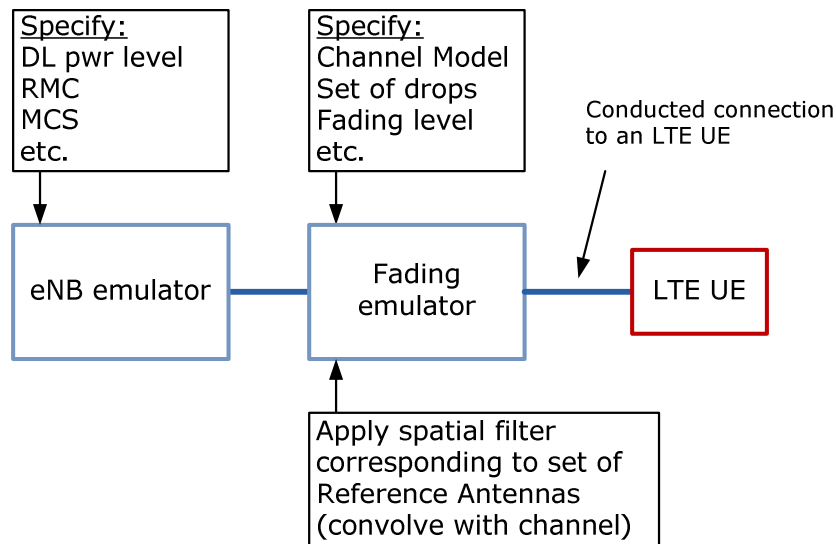 Specify:
DL pwr level
RMC
MCS
etc.
Specify:
Channel Model
Set of drops
Fading level
etc.
Conducted connection
to an LTE UE
eNB emulator
Fading
emulator
LTE UE
Apply spatial filter
corresponding to set of
Reference Antennas
(convolve with channel)